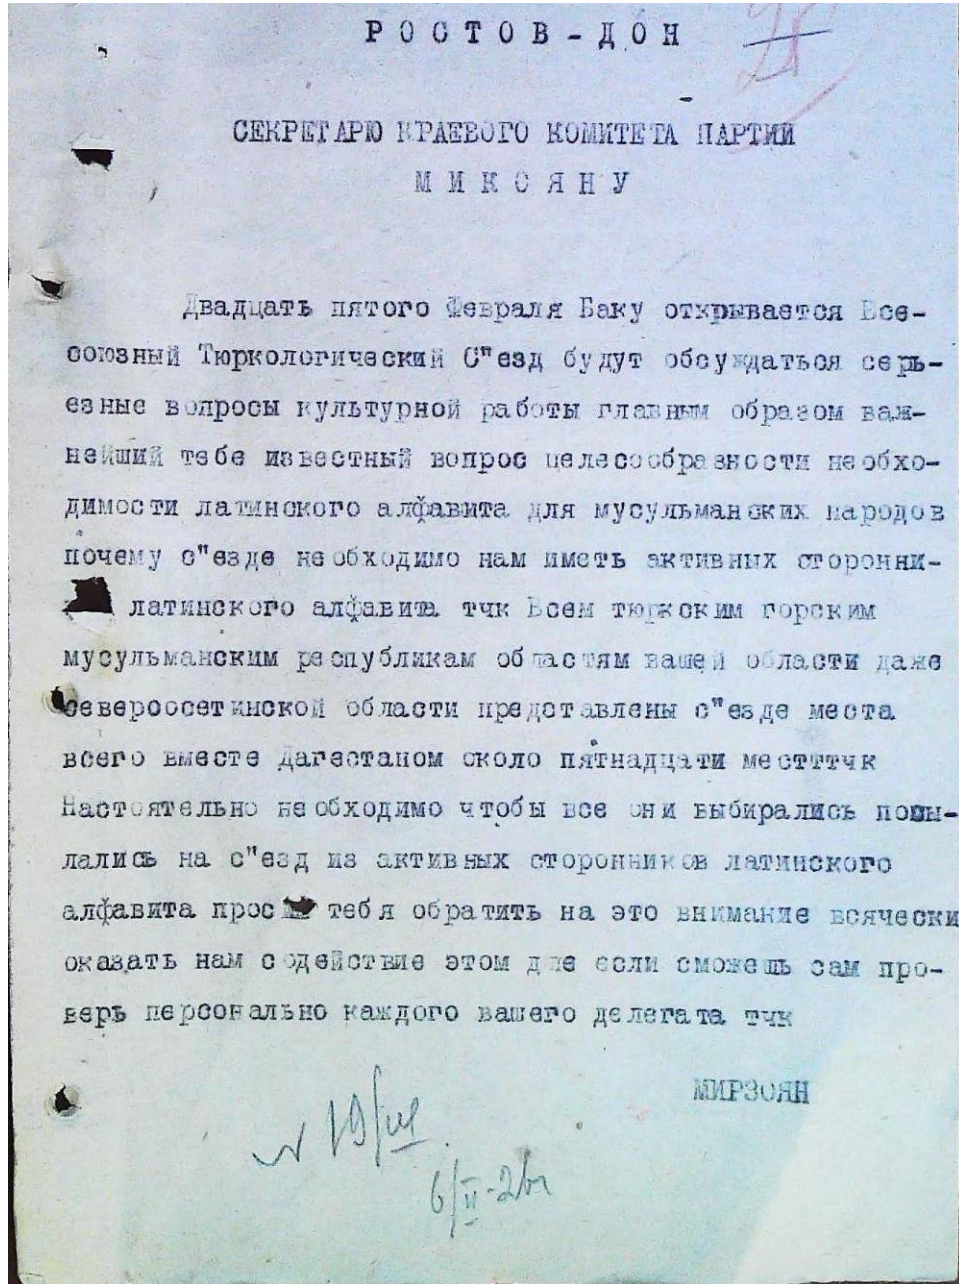 РОСТОВ-ДОН
СЕКРЕТАРЮ КРАЕВОГО КОМИТЕТА ПАРТИИ
МИКОЯНУ
Двадцать пятого Февраля Баку открывается Все-
союзный Тюркологический С"езд будут обсуждаться серь-
езные вопросы культурной работы главным образом важ-
нейший тебе известный вопрос целесообразности необхо-
димости латинского алфавита для мусульманских народов
почему с"езде необходимо нам иметь активных сторонни-
латинского алфавита тчк Всем тюркским горским
мусульманским республикам областям вашей области даже
североосетинской области представлены с"езде места
всего вместе Дагестаном около пятнадцати местттчк
Настоятельно необходимо чтобы все они выбирались посы-
лались на с"езд из активных сторонников латинского
алфавита прос тебя обратить на это внимание всячески
оказать нам содействие этом деле если сможешь сам про-
верь персонально каждого вашего делегата тчк
МИРЗОЯН
6/II-26г